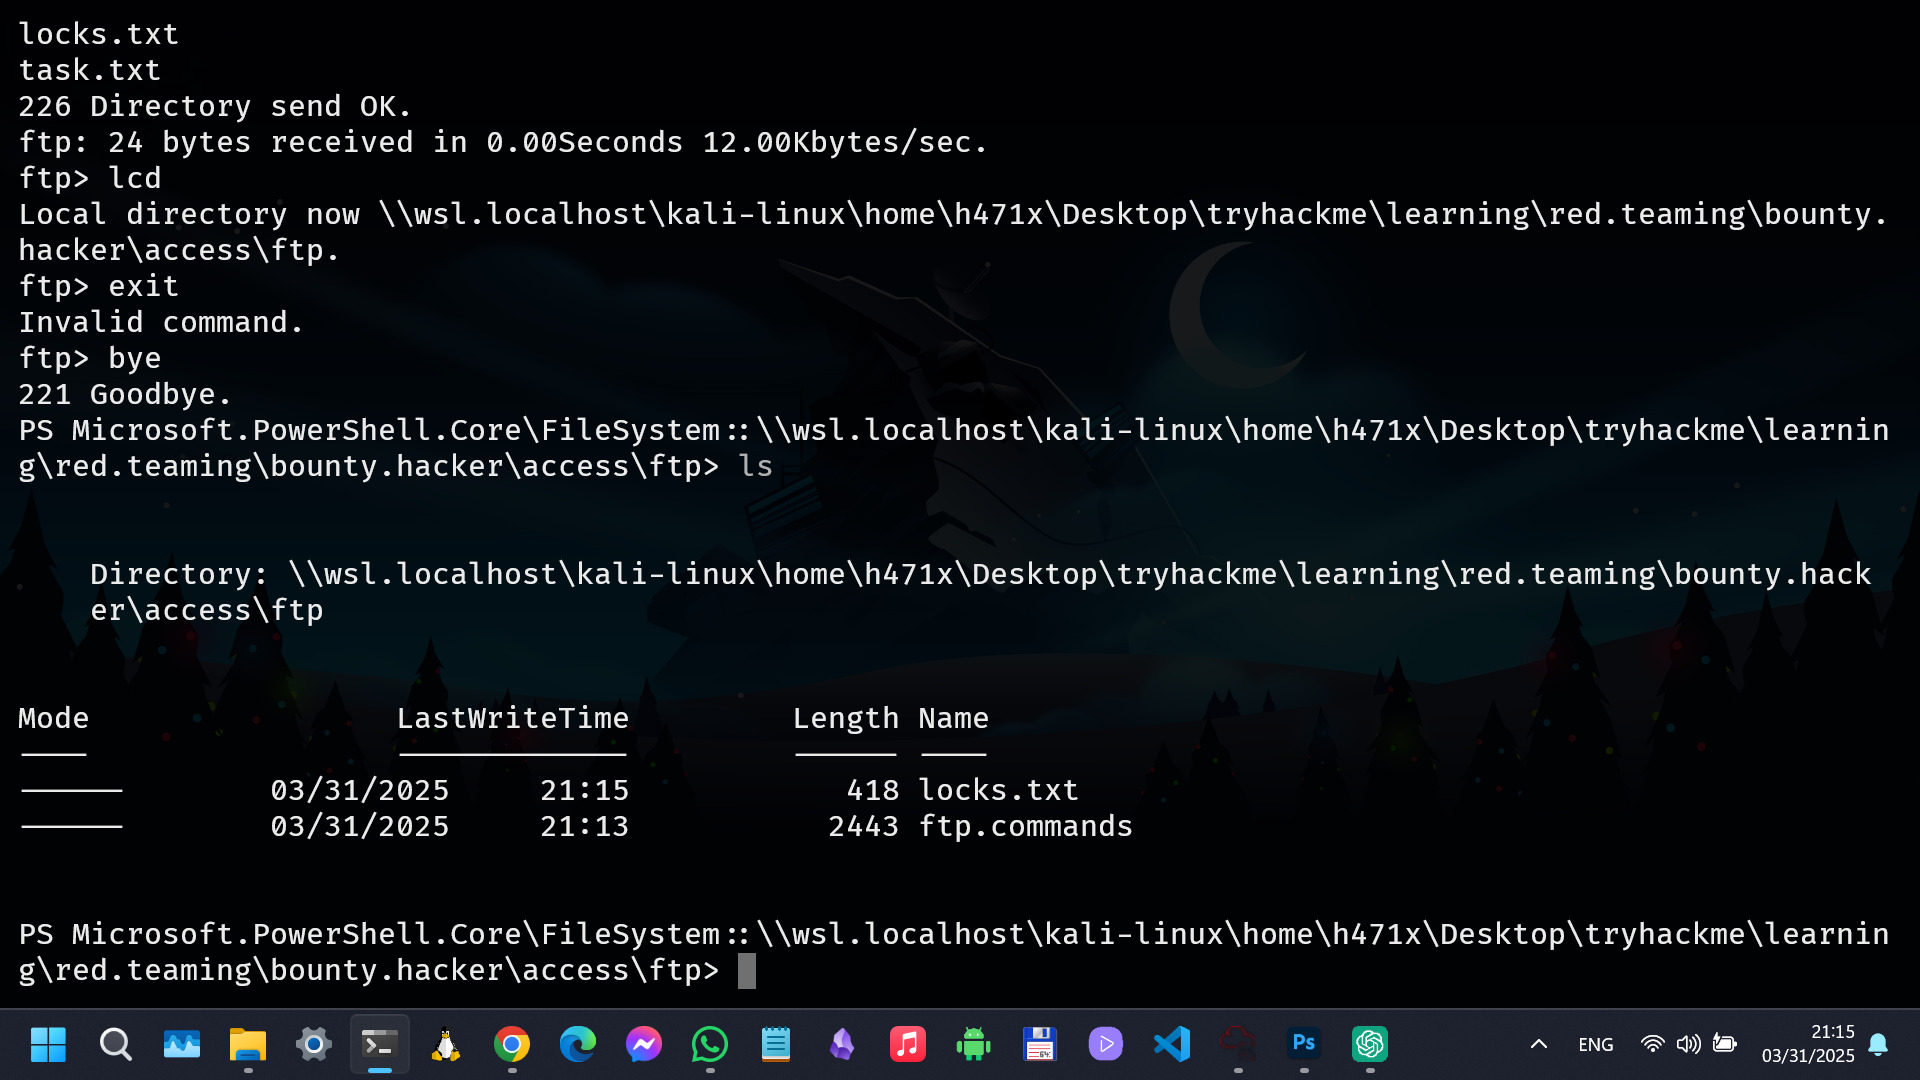 locks.txt
task.txt
226 Directory send OK.
ftp: 24 bytes received in 0.00Seconds 12.00Kbytes/sec.
ftp> lcd
Local directory now \\wsl.localhost\kali-linux\home\h471x\Desktop\tryhackme\learning\red.teaming\bounty.
hacker\access\ftp.
ftp> exit
Invalid command.
ftp> bye
221 Goodbye.
PS Microsoft.PowerShell.Core\FileSystem::\\wsl.localhost\kali-linux\home\h471x\Desktop\tryhackme\learnin
g\red.teaming\bounty.hacker\access\ftp> ls
Directory: \\wsl.localhost\kali-linux\home\h471x\Desktop\tryhackme\learning\red.teaming\bounty.hack
er\access\ftp
Mode LastWriteTime Length Name
---- ------------- ------ ----
------ 03/31/2025 21:15 418 locks.txt
------ 03/31/2025 21:13 2443 ftp.commands
PS Microsoft.PowerShell.Core\FileSystem::\\wsl.localhost\kali-linux\home\h471x\Desktop\tryhackme\learnin
g\red.teaming\bounty.hacker\access\ftp>
64
Ps
ENG
21:15
03/31/2025